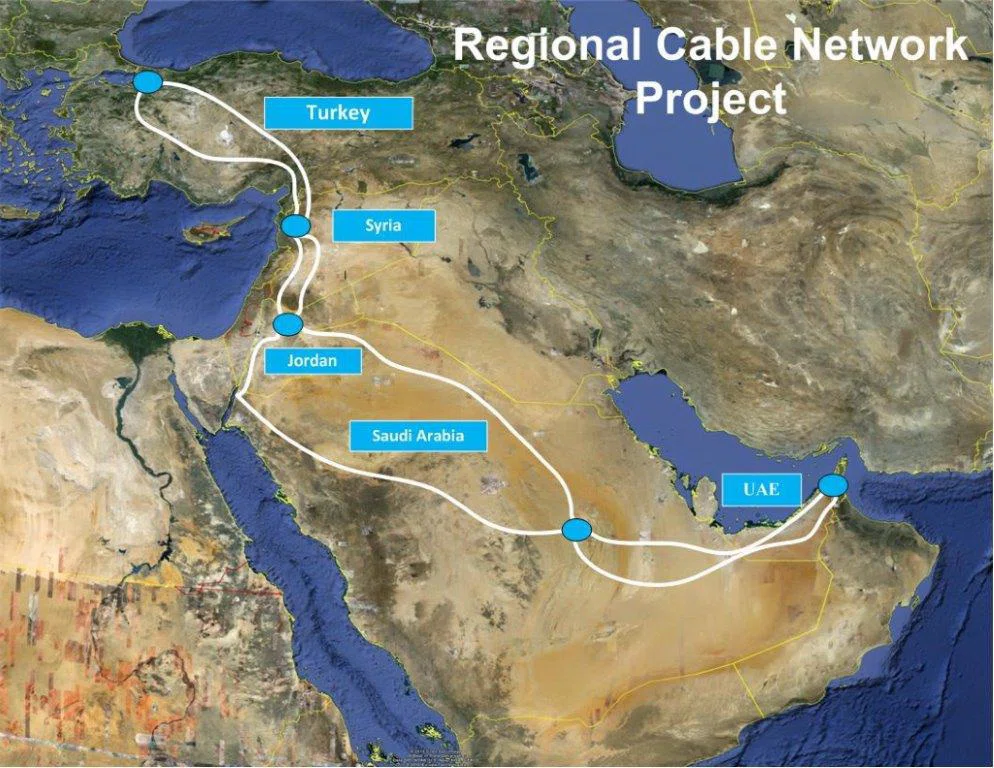 Regional Cable Network
Project
Turkey
Syria
Jordan
Saudi Arabia
UAE